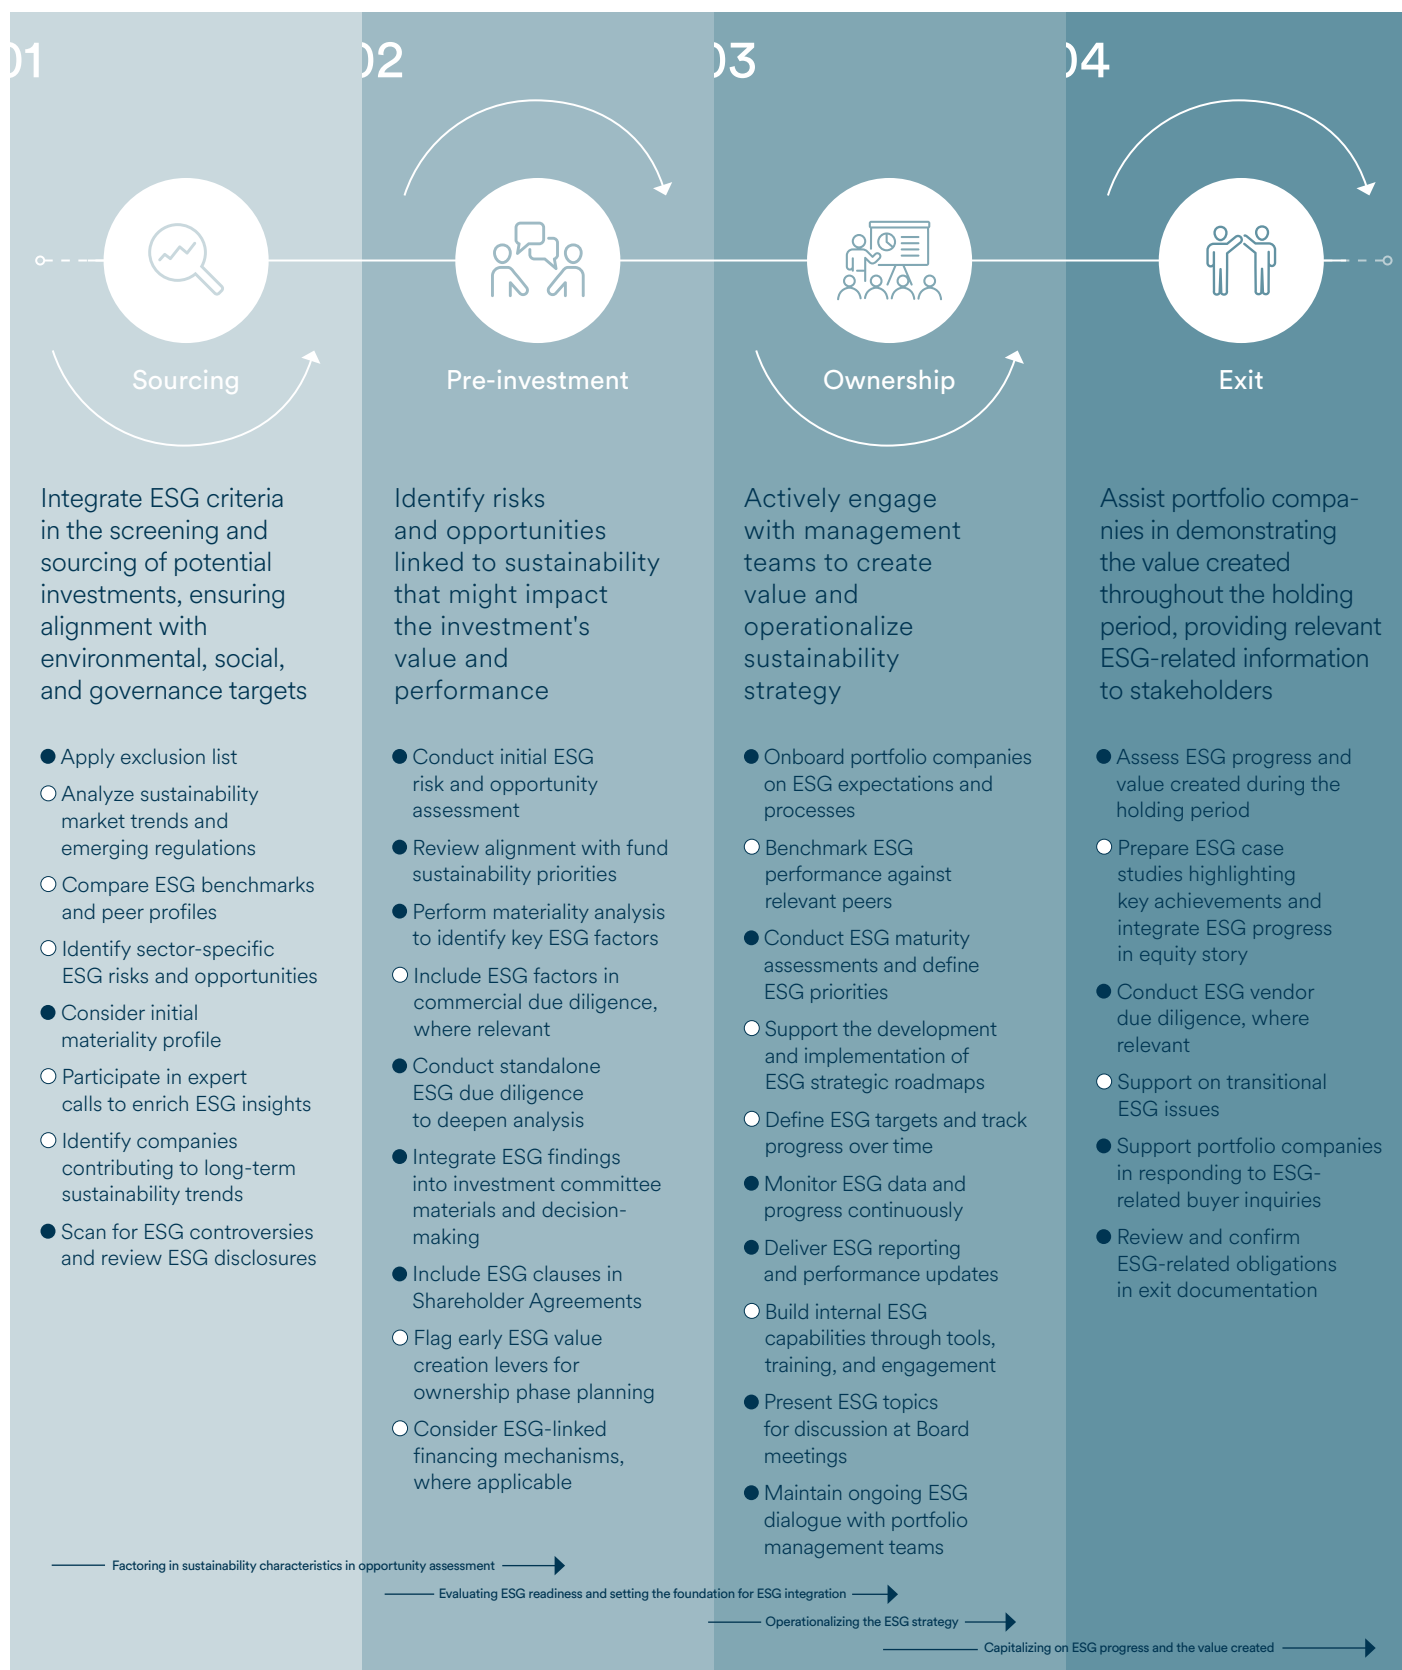 01
Sourcing
Integrate ESG criteria
in the screening and
sourcing of potential
investments, ensuring
alignment with
environmental, social,
and governance targets
Apply exclusion list
Analyze sustainability
market trends and
emerging regulations
Compare ESG benchmarks
and peer profiles
Identify sector-specific
ESG risks and opportunities
Consider initial
materiality profile
Participate in expert
calls to enrich ESG insights
Identify companies
contributing to long-term
sustainability trends
Scan for ESG controversies
and review ESG disclosures
02
Pre-investment
Identify risks
and opportunities
linked to sustainability
that might impact
the investment's
value and
performance
Conduct initial ESG
risk and opportunity
assessment
Review alignment with fund
sustainability priorities
Perform materiality analysis
to identify key ESG factors
Include ESG factors in
commercial due diligence,
where relevant
Conduct standalone
ESG due diligence
to deepen analysis
Integrate ESG findings
into investment committee
materials and decision-
making
Include ESG clauses in
Shareholder Agreements
Flag early ESG value
creation levers for
ownership phase planning
Consider ESG-linked
financing mechanisms,
where applicable
03
Ownership
Actively engage
with management
teams to create
value and
operationalize
sustainability
strategy
Onboard portfolio companies
on ESG expectations and
processes
Benchmark ESG
performance against
relevant peers
Conduct ESG maturity
assessments and define
ESG priorities
Support the development
and implementation of
ESG strategic roadmaps
Define ESG targets and track
progress over time
Monitor ESG data and
progress continuously
Deliver ESG reporting
and performance updates
Build internal ESG
capabilities through tools,
training, and engagement
Present ESG topics
for discussion at Board
meetings
Maintain ongoing ESG
dialogue with portfolio
management teams
04
Exit
Assist portfolio compa-
nies in demonstrating
the value created
throughout the holding
period, providing relevant
ESG-related information
to stakeholders
Assess ESG progress and
value created during the
holding period
Prepare ESG case
studies highlighting
key achievements and
integrate ESG progress
in equity story
Conduct ESG vendor
due diligence, where
relevant
Support on transitional
ESG issues
Support portfolio companies
in responding to ESG-
related buyer inquiries
Review and confirm
ESG-related obligations
in exit documentation
Factoring in sustainability characteristics in opportunity assessment
Evaluating ESG readiness and setting the foundation for ESG integration
Operationalizing the ESG strategy
Capitalizing on ESG progress and the value created